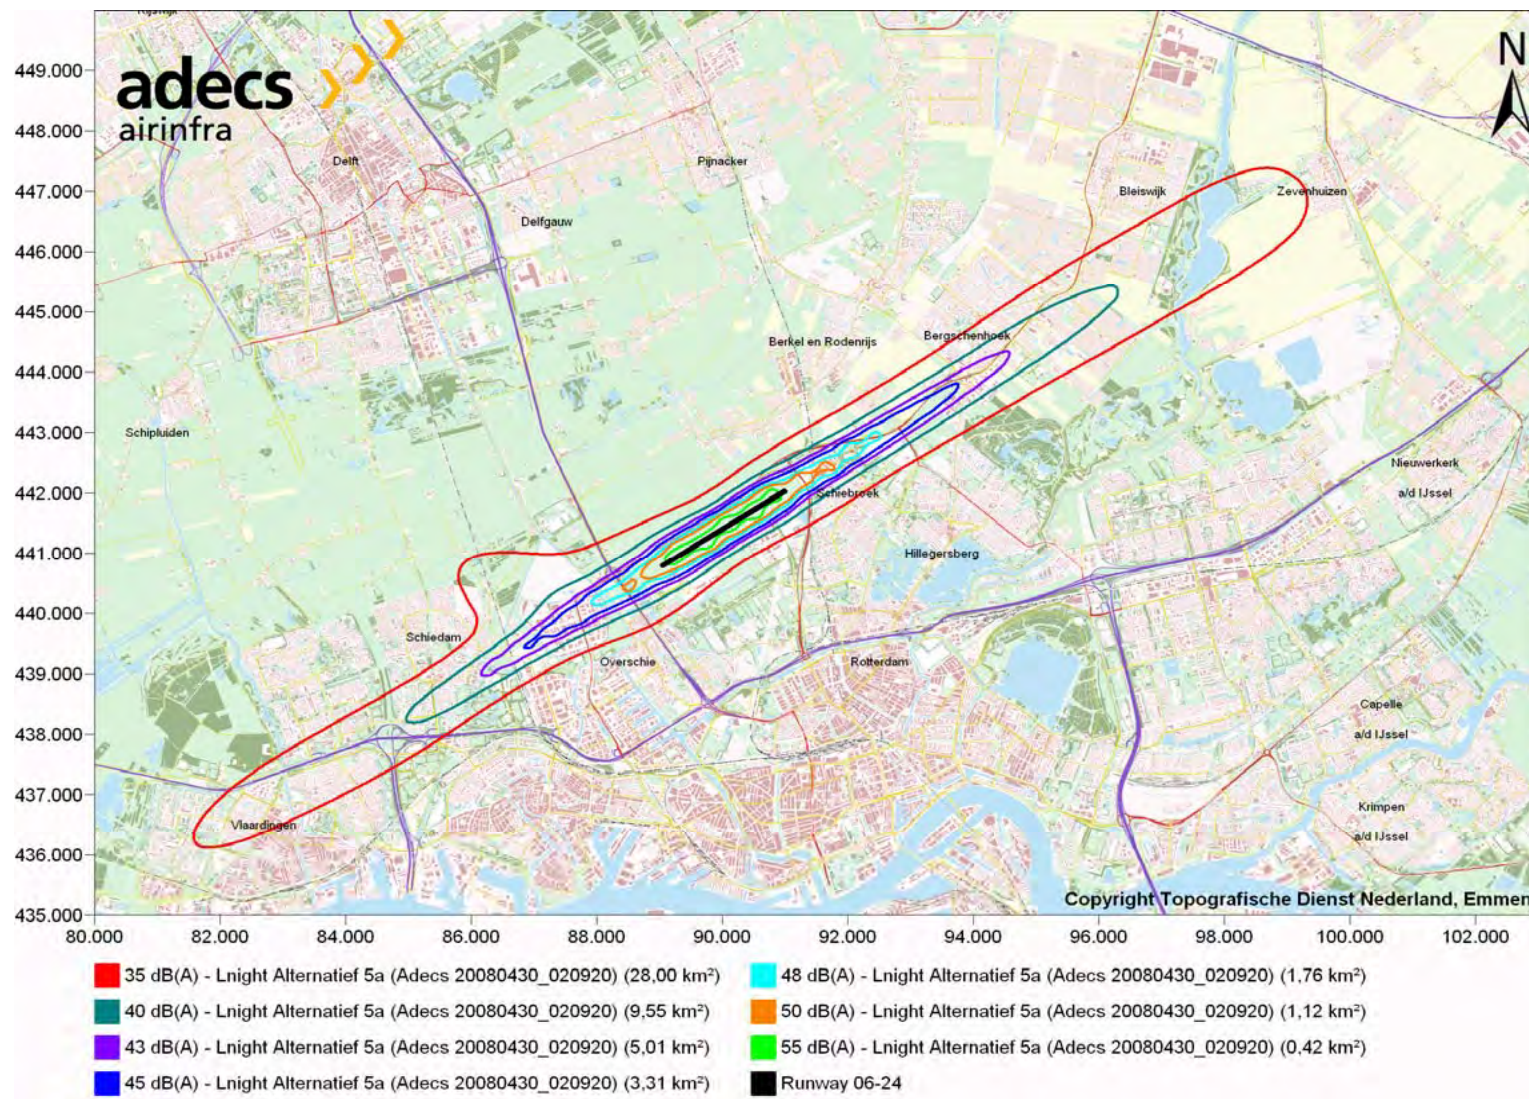 Rijswijk
449.000
adecs
airinfra
N
448.000
Delft
Pijnacker
447.000
Bleiswijk
Zevenhuizen
Delfgauw
446.000
445.000
Berkel en Rodenrijs
Bergschenhoek
444.000
443.000
Schipluiden
Nieuwerkerk
a/d IJssel
442.000
Schiebroek
441.000
Hillegersberg
440.000
Schiedam
439.000
Overschie
Rotterdam
Capelle
a/d IJssel
438.000
437.000
Krimpen
a/d IJssel
Vlaardingen
436.000
Copyright Topografische Dienst Nederland, Emmen
435.000
80.000 82.000 84.000 86.000 88.000 90.000 92.000 94.000 96.000 98.000 100.000 102.000
35 dB(A) - Lnight Alternatief 5a (Adecs 20080430_020920) (28,00 km²)
40 dB(A) - Lnight Alternatief 5a (Adecs 20080430_020920) (9,55 km²)
43 dB(A) - Lnight Alternatief 5a (Adecs 20080430_020920) (5,01 km²)
45 dB(A) - Lnight Alternatief 5a (Adecs 20080430_020920) (3,31 km²)
48 dB(A) - Lnight Alternatief 5a (Adecs 20080430_020920) (1,76 km²)
50 dB(A) - Lnight Alternatief 5a (Adecs 20080430_020920) (1,12 km²)
55 dB(A) - Lnight Alternatief 5a (Adecs 20080430_020920) (0,42 km²)
Runway 06-24